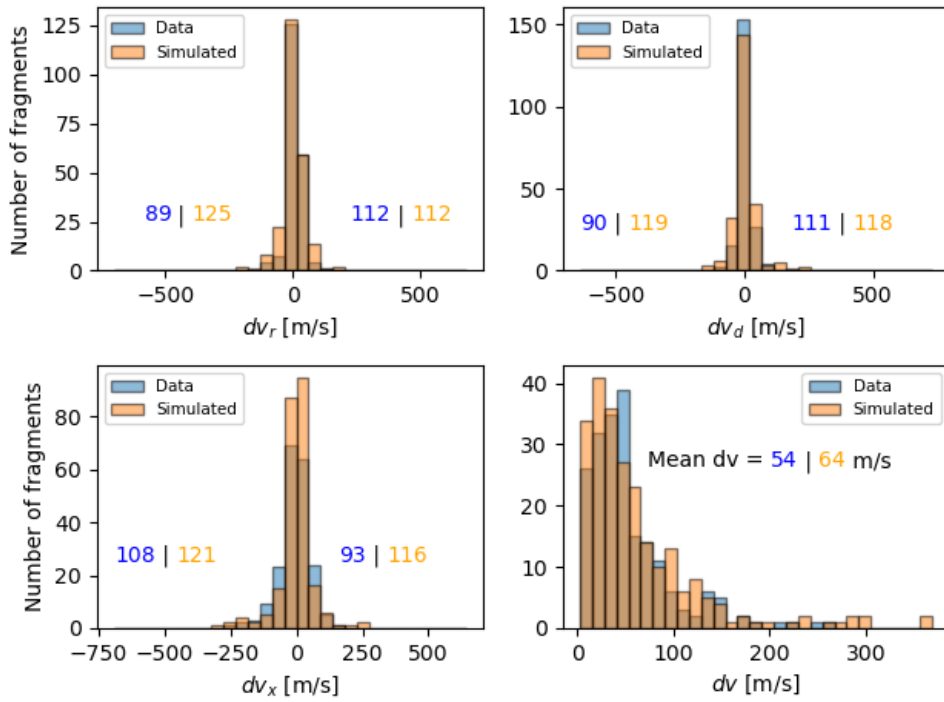 Number of fragments
125
100
75
50
25
0
Data
Simulated
89 | 125
112 | 112
−500
0
500
dv_r [m/s]
150
100
50
0
Data
Simulated
90 | 119
111 | 118
−500
0
500
dv_d [m/s]
Number of fragments
80
60
40
20
0
Data
Simulated
108 | 121
93 | 116
−750
−500
−250
0
250
500
dv_x [m/s]
40
30
20
10
0
Data
Simulated
Mean dv = 54 | 64 m/s
0
100
200
300
dv [m/s]